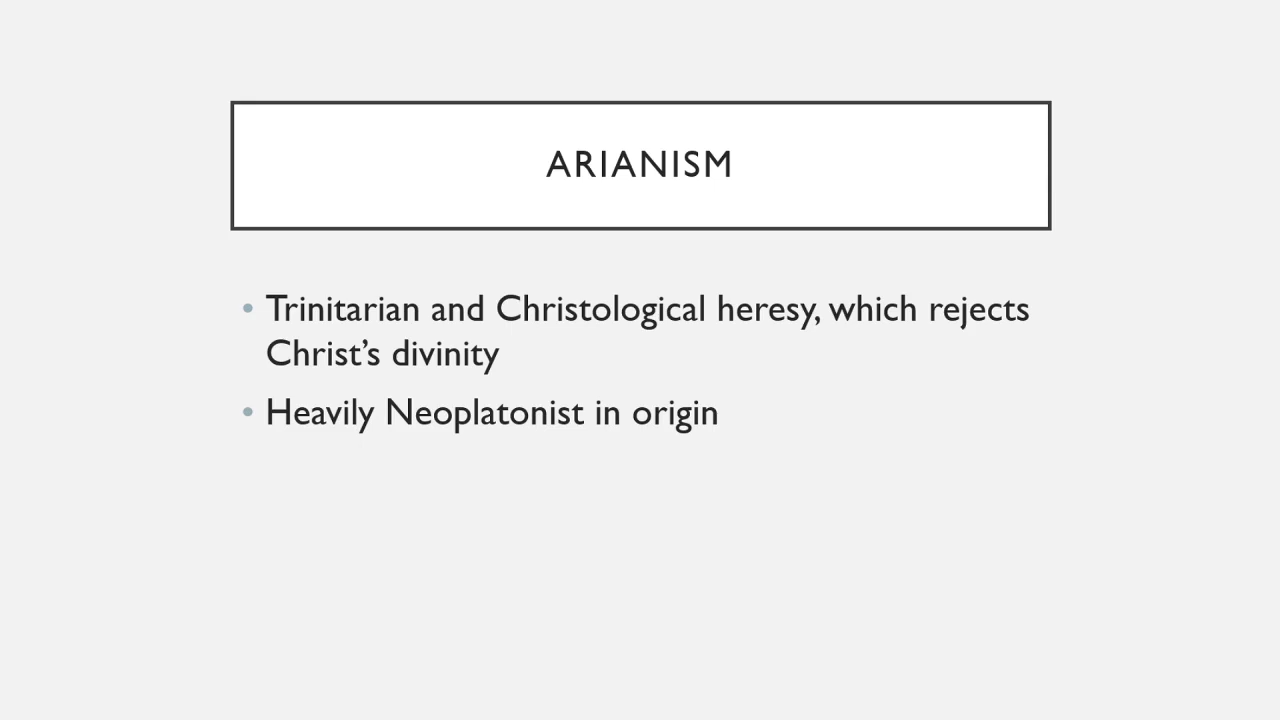 ARIANISM
• Trinitarian and Christological heresy, which rejects
Christ’s divinity
• Heavily Neoplatonist in origin